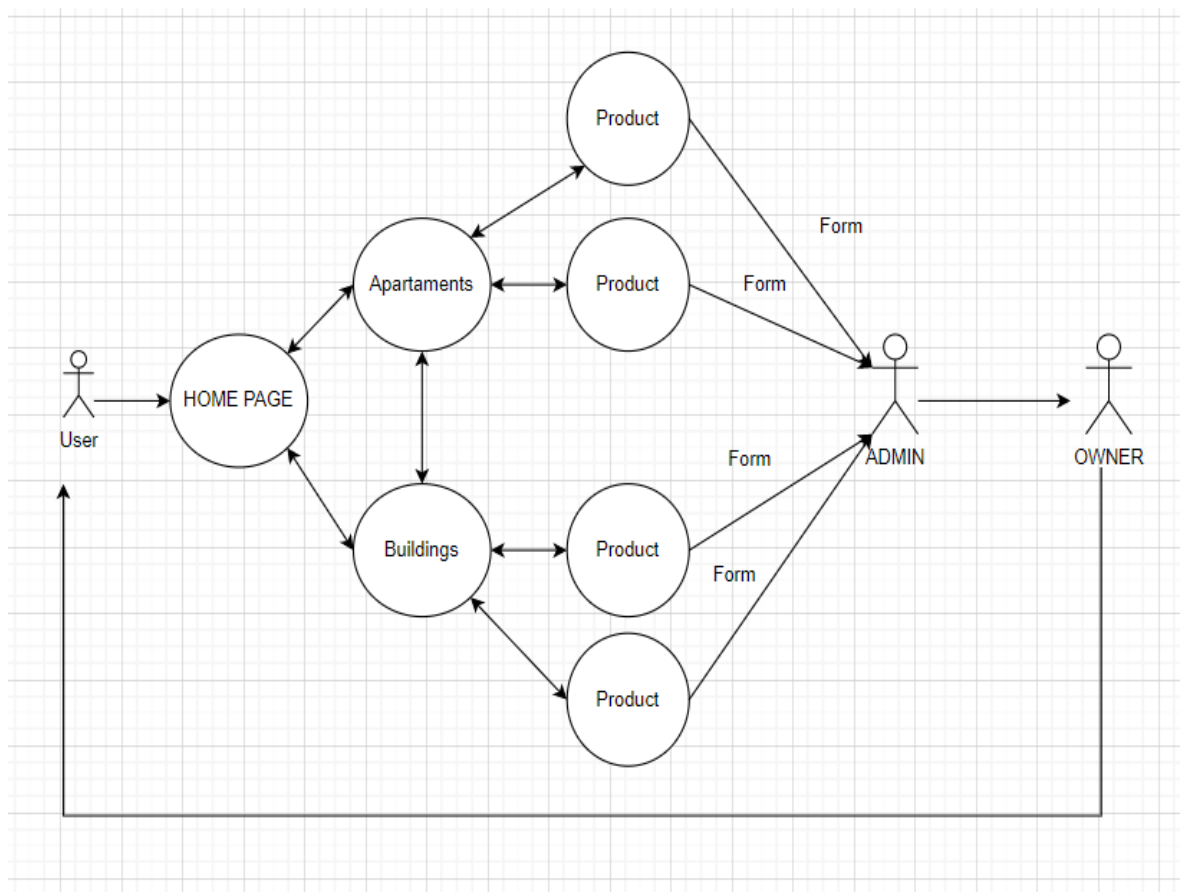 Product
Form
Apartaments
Product
Form
User
HOME PAGE
ADMIN
OWNER
Form
Buildings
Product
Form
Product